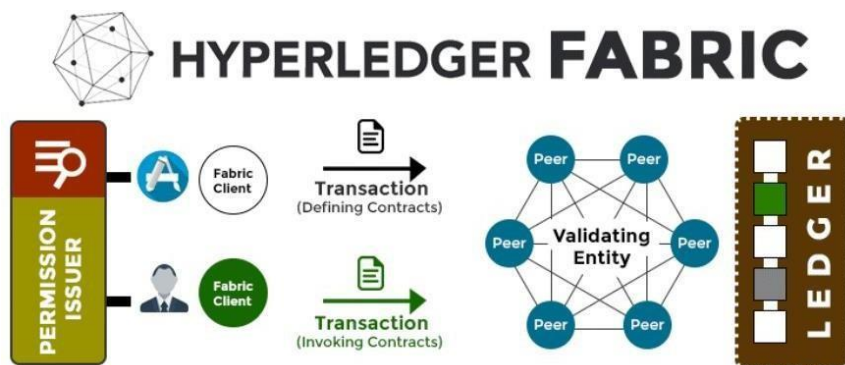 HYPERLEDGER FABRIC
PERMISSION
ISSUER
Fabric
Client
Transaction
(Defining Contracts)
Fabric
Client
Transaction
(Invoking Contracts)
Peer
Peer
Peer
Validating
Entity
Peer
Peer
Peer
LEDGER